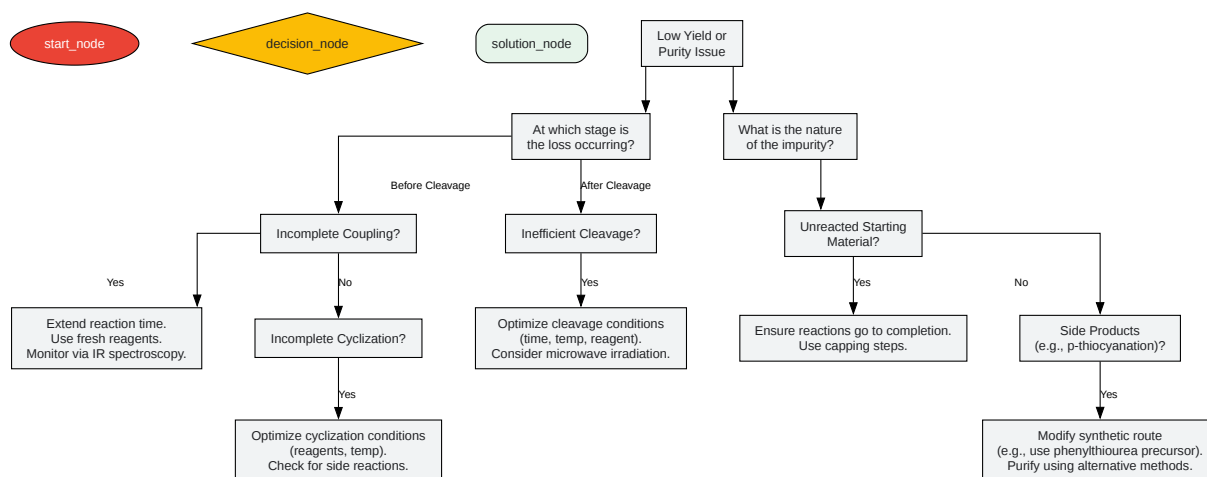 start_node
decision_node
solution_node
Low Yield or
Purity Issue
At which stage is
the loss occurring?
What is the nature
of the impurity?
Before Cleavage
After Cleavage
Incomplete Coupling?
Inefficient Cleavage?
Unreacted Starting
Material?
Yes
No
Yes
Yes
No
Extend reaction time.
Use fresh reagents.
Monitor via IR spectroscopy.
Incomplete Cyclization?
Optimize cleavage conditions
(time, temp, reagent).
Consider microwave irradiation.
Ensure reactions go to completion.
Use capping steps.
Side Products
(e.g., p-thiocyanation)?
Yes
Yes
Optimize cyclization conditions
(reagents, temp).
Check for side reactions.
Modify synthetic route
(e.g., use phenylthiourea precursor).
Purify using alternative methods.